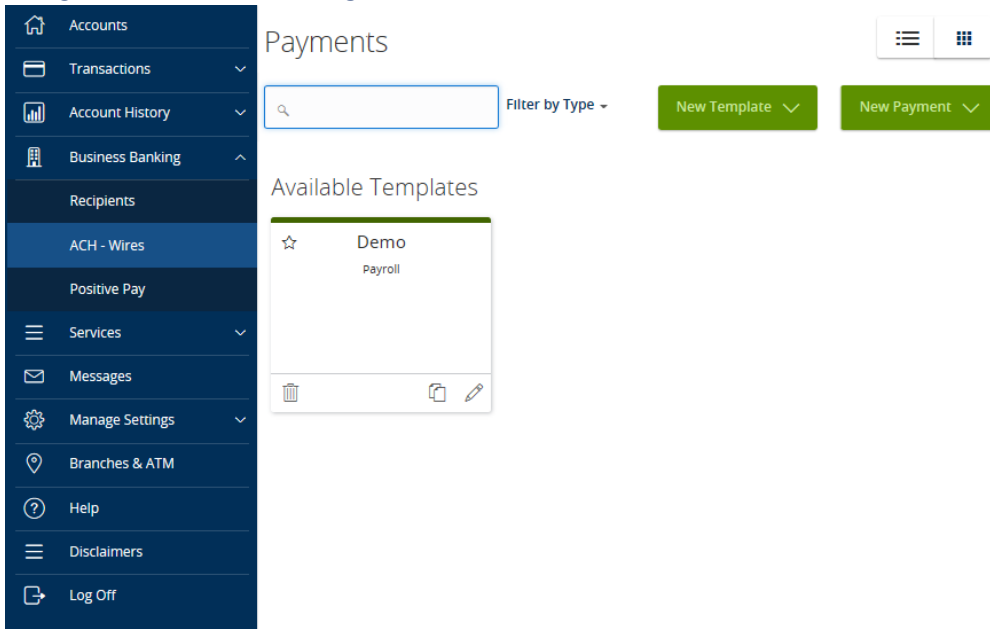 Accounts
Transactions
Account History
Business Banking
Recipients
ACH - Wires
Positive Pay
Services
Messages
Manage Settings
Branches & ATM
Help
Disclaimers
Log Off
Payments
Filter by Type
New Template
New Payment
Available Templates
Demo
Payroll